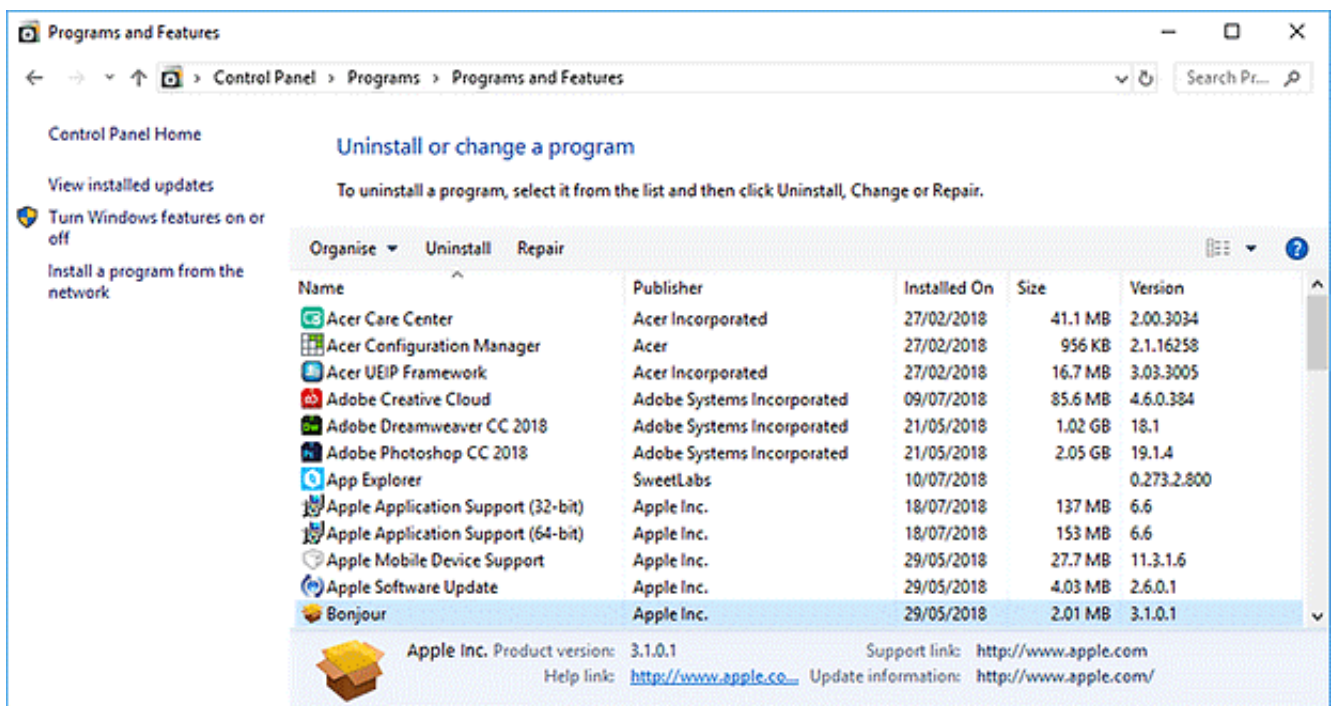 Programs and Features
Control Panel > Programs > Programs and Features
Search Pr...
Control Panel Home
View installed updates
Turn Windows features on or
off
Install a program from the
network
Uninstall or change a program
To uninstall a program, select it from the list and then click Uninstall, Change or Repair.
Organise Uninstall Repair
Name Publisher Installed On Size Version
Acer Care Center Acer Incorporated 27/02/2018 41.1 MB 2.00.3034
Acer Configuration Manager Acer 27/02/2018 956 KB 2.1.16258
Acer UEIP Framework Acer Incorporated 27/02/2018 16.7 MB 3.03.3005
Adobe Creative Cloud Adobe Systems Incorporated 09/07/2018 85.6 MB 4.6.0.384
Adobe Dreamweaver CC 2018 Adobe Systems Incorporated 21/05/2018 1.02 GB 18.1
Adobe Photoshop CC 2018 Adobe Systems Incorporated 21/05/2018 2.05 GB 19.1.4
App Explorer SweetLabs 10/07/2018 0.273.2.800
Apple Application Support (32-bit) Apple Inc. 18/07/2018 137 MB 6.6
Apple Application Support (64-bit) Apple Inc. 18/07/2018 153 MB 6.6
Apple Mobile Device Support Apple Inc. 29/05/2018 27.7 MB 11.3.1.6
Apple Software Update Apple Inc. 29/05/2018 4.03 MB 2.6.0.1
Bonjour Apple Inc. 29/05/2018 2.01 MB 3.1.0.1
Apple Inc. Product version: 3.1.0.1 Support link: http://www.apple.com
Help link: http://www.apple.co... Update information: http://www.apple.com/